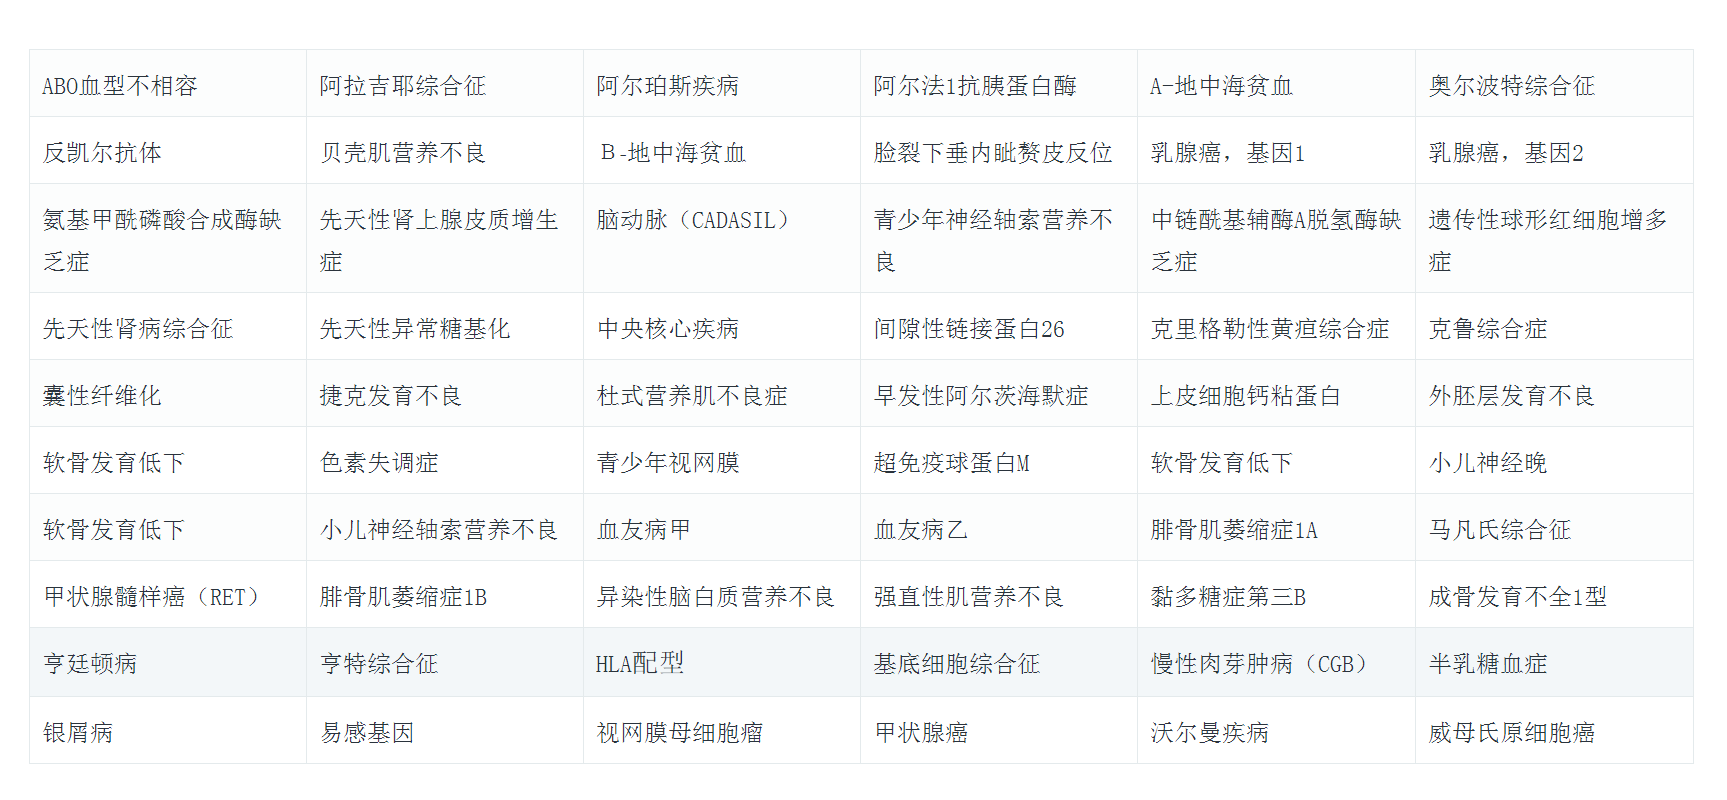 ABO血型不相容 阿拉吉耶综合征 阿尔珀斯疾病 阿尔法1抗胰蛋白酶 A-地中海贫血 奥尔波特综合征
反凯尔抗体 贝壳肌营养不良 Β-地中海贫血 脸裂下垂内眦赘皮反位 乳腺癌，基因1 乳腺癌，基因2
氨基甲酰磷酸合成酶缺 先天性肾上腺皮质增生 脑动脉（CADASIL） 青少年神经轴索营养不 中链酰基辅酶A脱氢酶缺 遗传性球形红细胞增多
乏症 症 良 乏症 症
先天性肾病综合征 先天性异常糖基化 中央核心疾病 间隙性链接蛋白26 克里格勒性黄疸综合症 克鲁综合症
囊性纤维化 捷克发育不良 杜式营养肌不良症 早发性阿尔茨海默症 上皮细胞钙粘蛋白 外胚层发育不良
软骨发育低下 色素失调症 青少年视网膜 超免疫球蛋白M 软骨发育低下 小儿神经晚
软骨发育低下 小儿神经轴索营养不良 血友病甲 血友病乙 腓骨肌萎缩症1A 马凡氏综合征
甲状腺髓样癌（RET） 腓骨肌萎缩症1B 异染性脑白质营养不良 强直性肌营养不良 黏多糖症第三B 成骨发育不全1型
亨廷顿病 亨特综合征 HLA配型 基底细胞综合征 慢性肉芽肿病（CGB） 半乳糖血症
银屑病 易感基因 视网膜母细胞瘤 甲状腺癌 沃尔曼疾病 威母氏原细胞癌